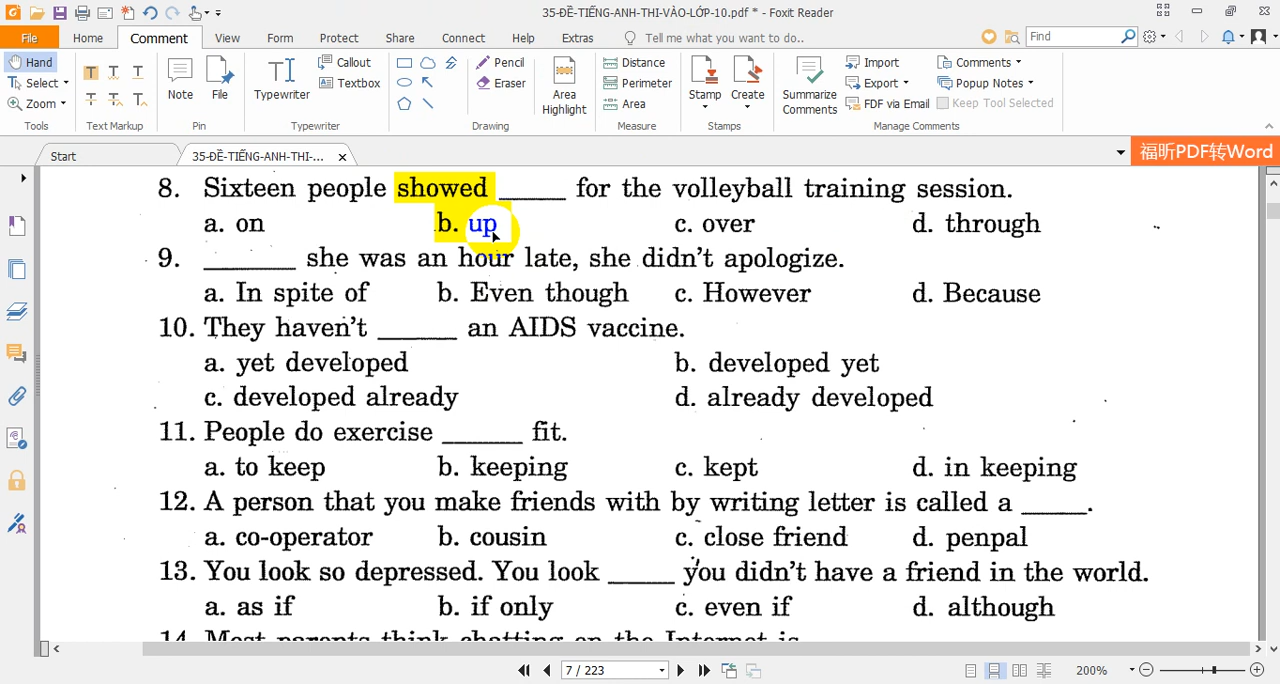 35-ĐỀ-TIẾNG-ANH-THI-VÀO-LỚP-10.pdf * - Foxit Reader
File Home Comment View Form Protect Share Connect Help Extras Tell me what you want to do.. Find
Hand Select Zoom Tools
Text Markup
Note File Pin
Typewriter Callout Textbox Typewriter
Pencil Eraser Drawing
Area Highlight Distance Perimeter Area Measure
Stamp Create Stamps
Summarize Comments Import Export FDF via Email Comments Popup Notes Keep Tool Selected Manage Comments
Start 35-ĐỀ-TIẾNG-ANH-THI-... 福昕PDF转Word
8. Sixteen people showed _____ for the volleyball training session.
a. on b. up c. over d. through
9. _______ she was an hour late, she didn't apologize.
a. In spite of b. Even though c. However d. Because
10. They haven't ______ an AIDS vaccine.
a. yet developed b. developed yet
c. developed already d. already developed
11. People do exercise ______ fit.
a. to keep b. keeping c. kept d. in keeping
12. A person that you make friends with by writing letter is called a _____.
a. co-operator b. cousin c. close friend d. penpal
13. You look so depressed. You look _____ you didn't have a friend in the world.
a. as if b. if only c. even if d. although
14. Most parents think chatting on the Internet is
7 / 223 200%